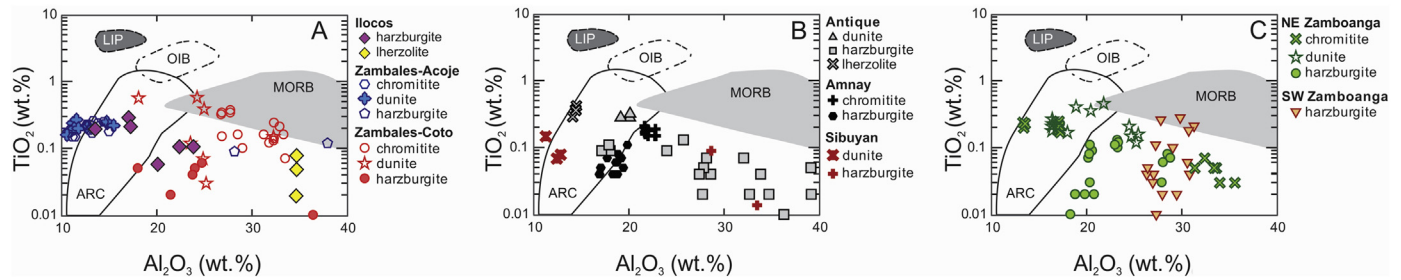 10
1
0.1
0.01
TiO2 (wt.%)
LIP
OIB
MORB
ARC
A
10 20 30 40
Al2O3 (wt.%)
Ilocos
harzburgite
lherzolite
Zambales-Acoje
chromitite
dunite
harzburgite
Zambales-Coto
chromitite
dunite
harzburgite
10
1
0.1
0.01
TiO2 (wt.%)
LIP
OIB
MORB
ARC
B
10 20 30 40
Al2O3 (wt.%)
Antique
dunite
harzburgite
lherzolite
Amnay
chromitite
harzburgite
Sibuyan
dunite
harzburgite
10
1
0.1
0.01
TiO2 (wt.%)
LIP
OIB
MORB
ARC
C
10 20 30 40
Al2O3 (wt.%)
NE Zamboanga
chromitite
dunite
harzburgite
SW Zamboanga
harzburgite